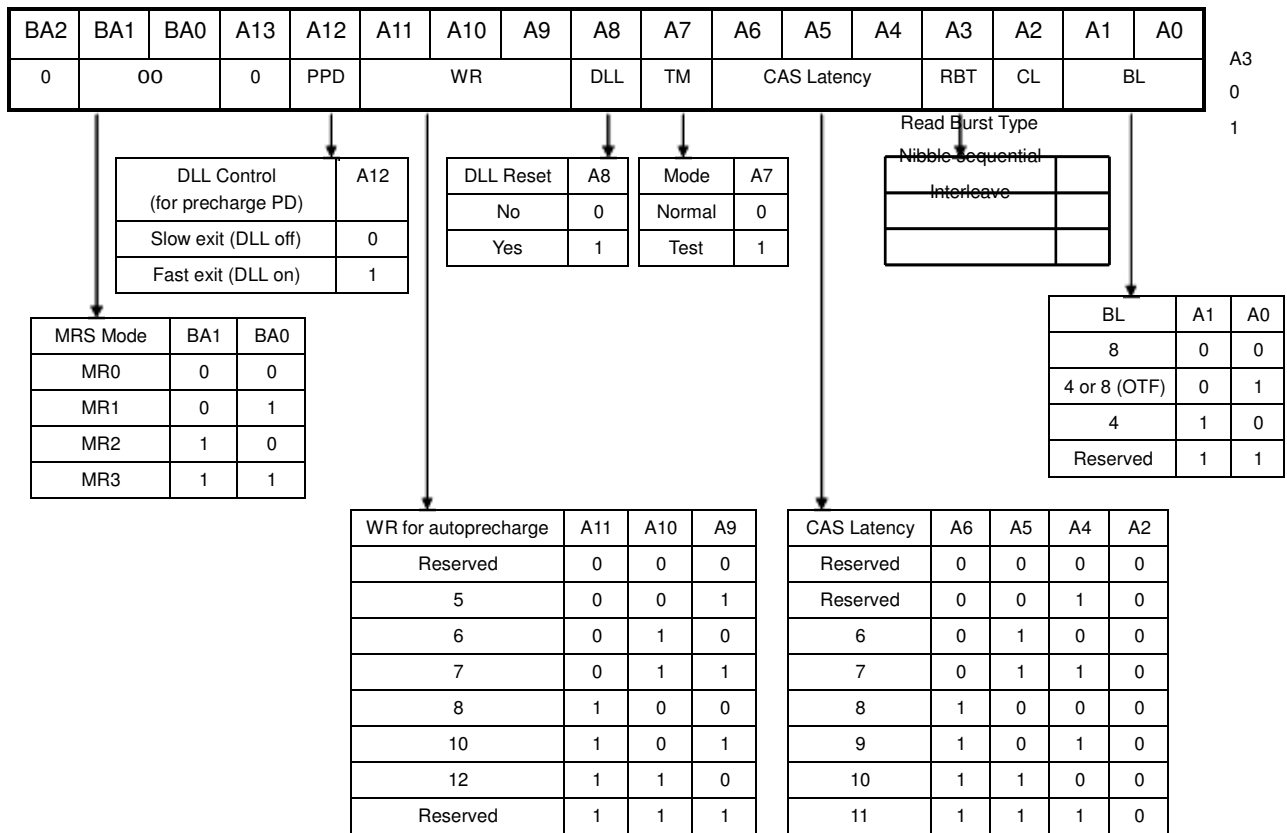 BA2 BA1 BA0 A13 A12 A11 A10 A9 A8 A7 A6 A5 A4 A3 A2 A1 A0
0 00 0 PPD WR DLL TM CAS Latency RBT CL BL
A3
0
1
Read Burst Type
Nibble sequential
Interleave
DLL Control A12
(for precharge PD)
Slow exit (DLL off) 0
Fast exit (DLL on) 1
DLL Reset A8
No 0
Yes 1
Mode A7
Normal 0
Test 1
MRS Mode BA1 BA0
MR0 0 0
MR1 0 1
MR2 1 0
MR3 1 1
BL A1 A0
8 0 0
4 or 8 (OTF) 0 1
4 1 0
Reserved 1 1
WR for autoprecharge A11 A10 A9
Reserved 0 0 0
5 0 0 1
6 0 1 0
7 0 1 1
8 1 0 0
10 1 0 1
12 1 1 0
Reserved 1 1 1
CAS Latency A6 A5 A4 A2
Reserved 0 0 0 0
Reserved 0 0 1 0
6 0 1 0 0
7 0 1 1 0
8 1 0 0 0
9 1 0 1 0
10 1 1 0 0
11 1 1 1 0